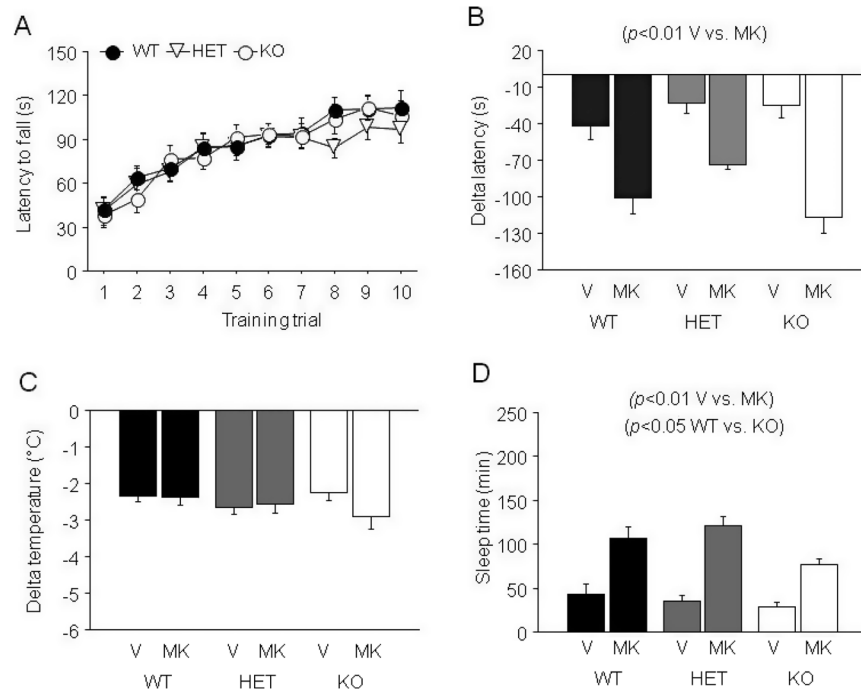 A
WT HET KO
Latency to fall (s)
150
120
90
60
30
0
1 2 3 4 5 6 7 8 9 10
Training trial
B
(p<0.01 V vs. MK)
Delta latency (s)
20
-10
-40
-70
-100
-130
-160
V MK V MK V MK
WT HET KO
C
Delta temperature (°C)
0
-1
-2
-3
-4
-5
-6
V MK V MK V MK
WT HET KO
D
(p<0.01 V vs. MK)
(p<0.05 WT vs. KO)
Sleep time (min)
250
200
150
100
50
0
V MK V MK V MK
WT HET KO